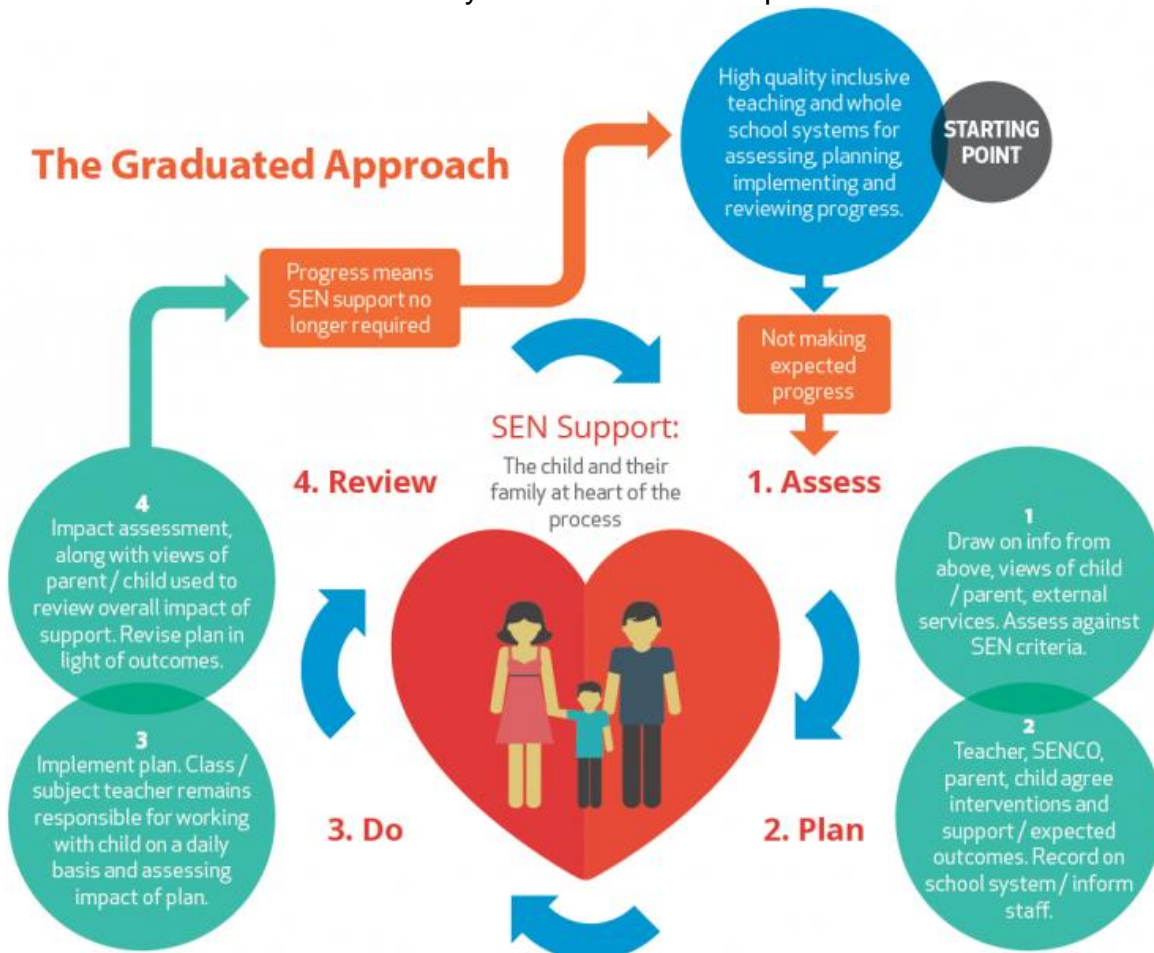 The Graduated Approach
High quality inclusive
teaching and whole
school systems for
assessing, planning,
implementing and
reviewing progress.
STARTING
POINT
Progress means
SEN support no
longer required
Not making
expected
progress
SEN Support:
The child and their
family at heart of the
process
4. Review
1. Assess
4
Impact assessment,
along with views of
parent / child used to
review overall impact of
support. Revise plan in
light of outcomes.
1
Draw on info from
above, views of child
/ parent, external
services. Assess against
SEN criteria.
3
Implement plan. Class /
subject teacher remains
responsible for working
with child on a daily
basis and assessing
impact of plan.
3. Do
2. Plan
2
Teacher, SENCO,
parent, child agree
interventions and
support / expected
outcomes. Record on
school system / inform
staff.